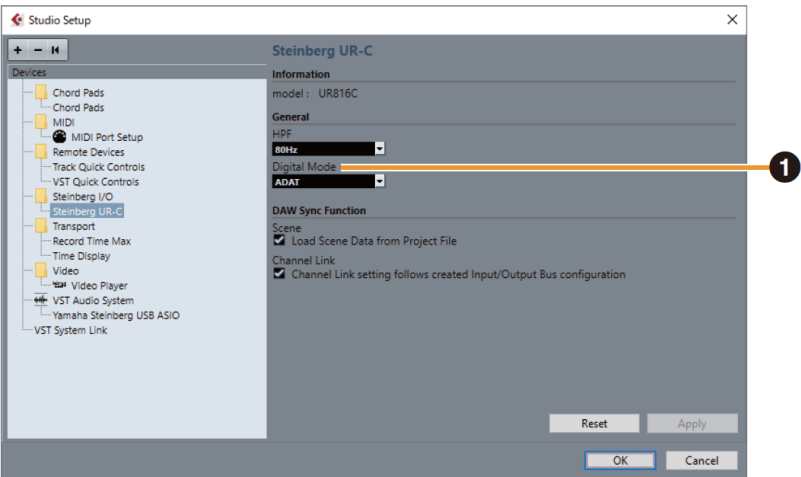 Studio Setup
Devices
Chord Pads
Chord Pads
MIDI
MIDI Port Setup
Remote Devices
Track Quick Controls
VST Quick Controls
Steinberg I/O
Steinberg UR-C
Transport
Record Time Max
Time Display
Video
Video Player
VST Audio System
Yamaha Steinberg USB ASIO
VST System Link
Steinberg UR-C
Information
model : UR816C
General
HPF
80Hz
Digital Mode
1
ADAT
DAW Sync Function
Scene
Load Scene Data from Project File
Channel Link
Channel Link setting follows created Input/Output Bus configuration
Reset Apply
OK Cancel